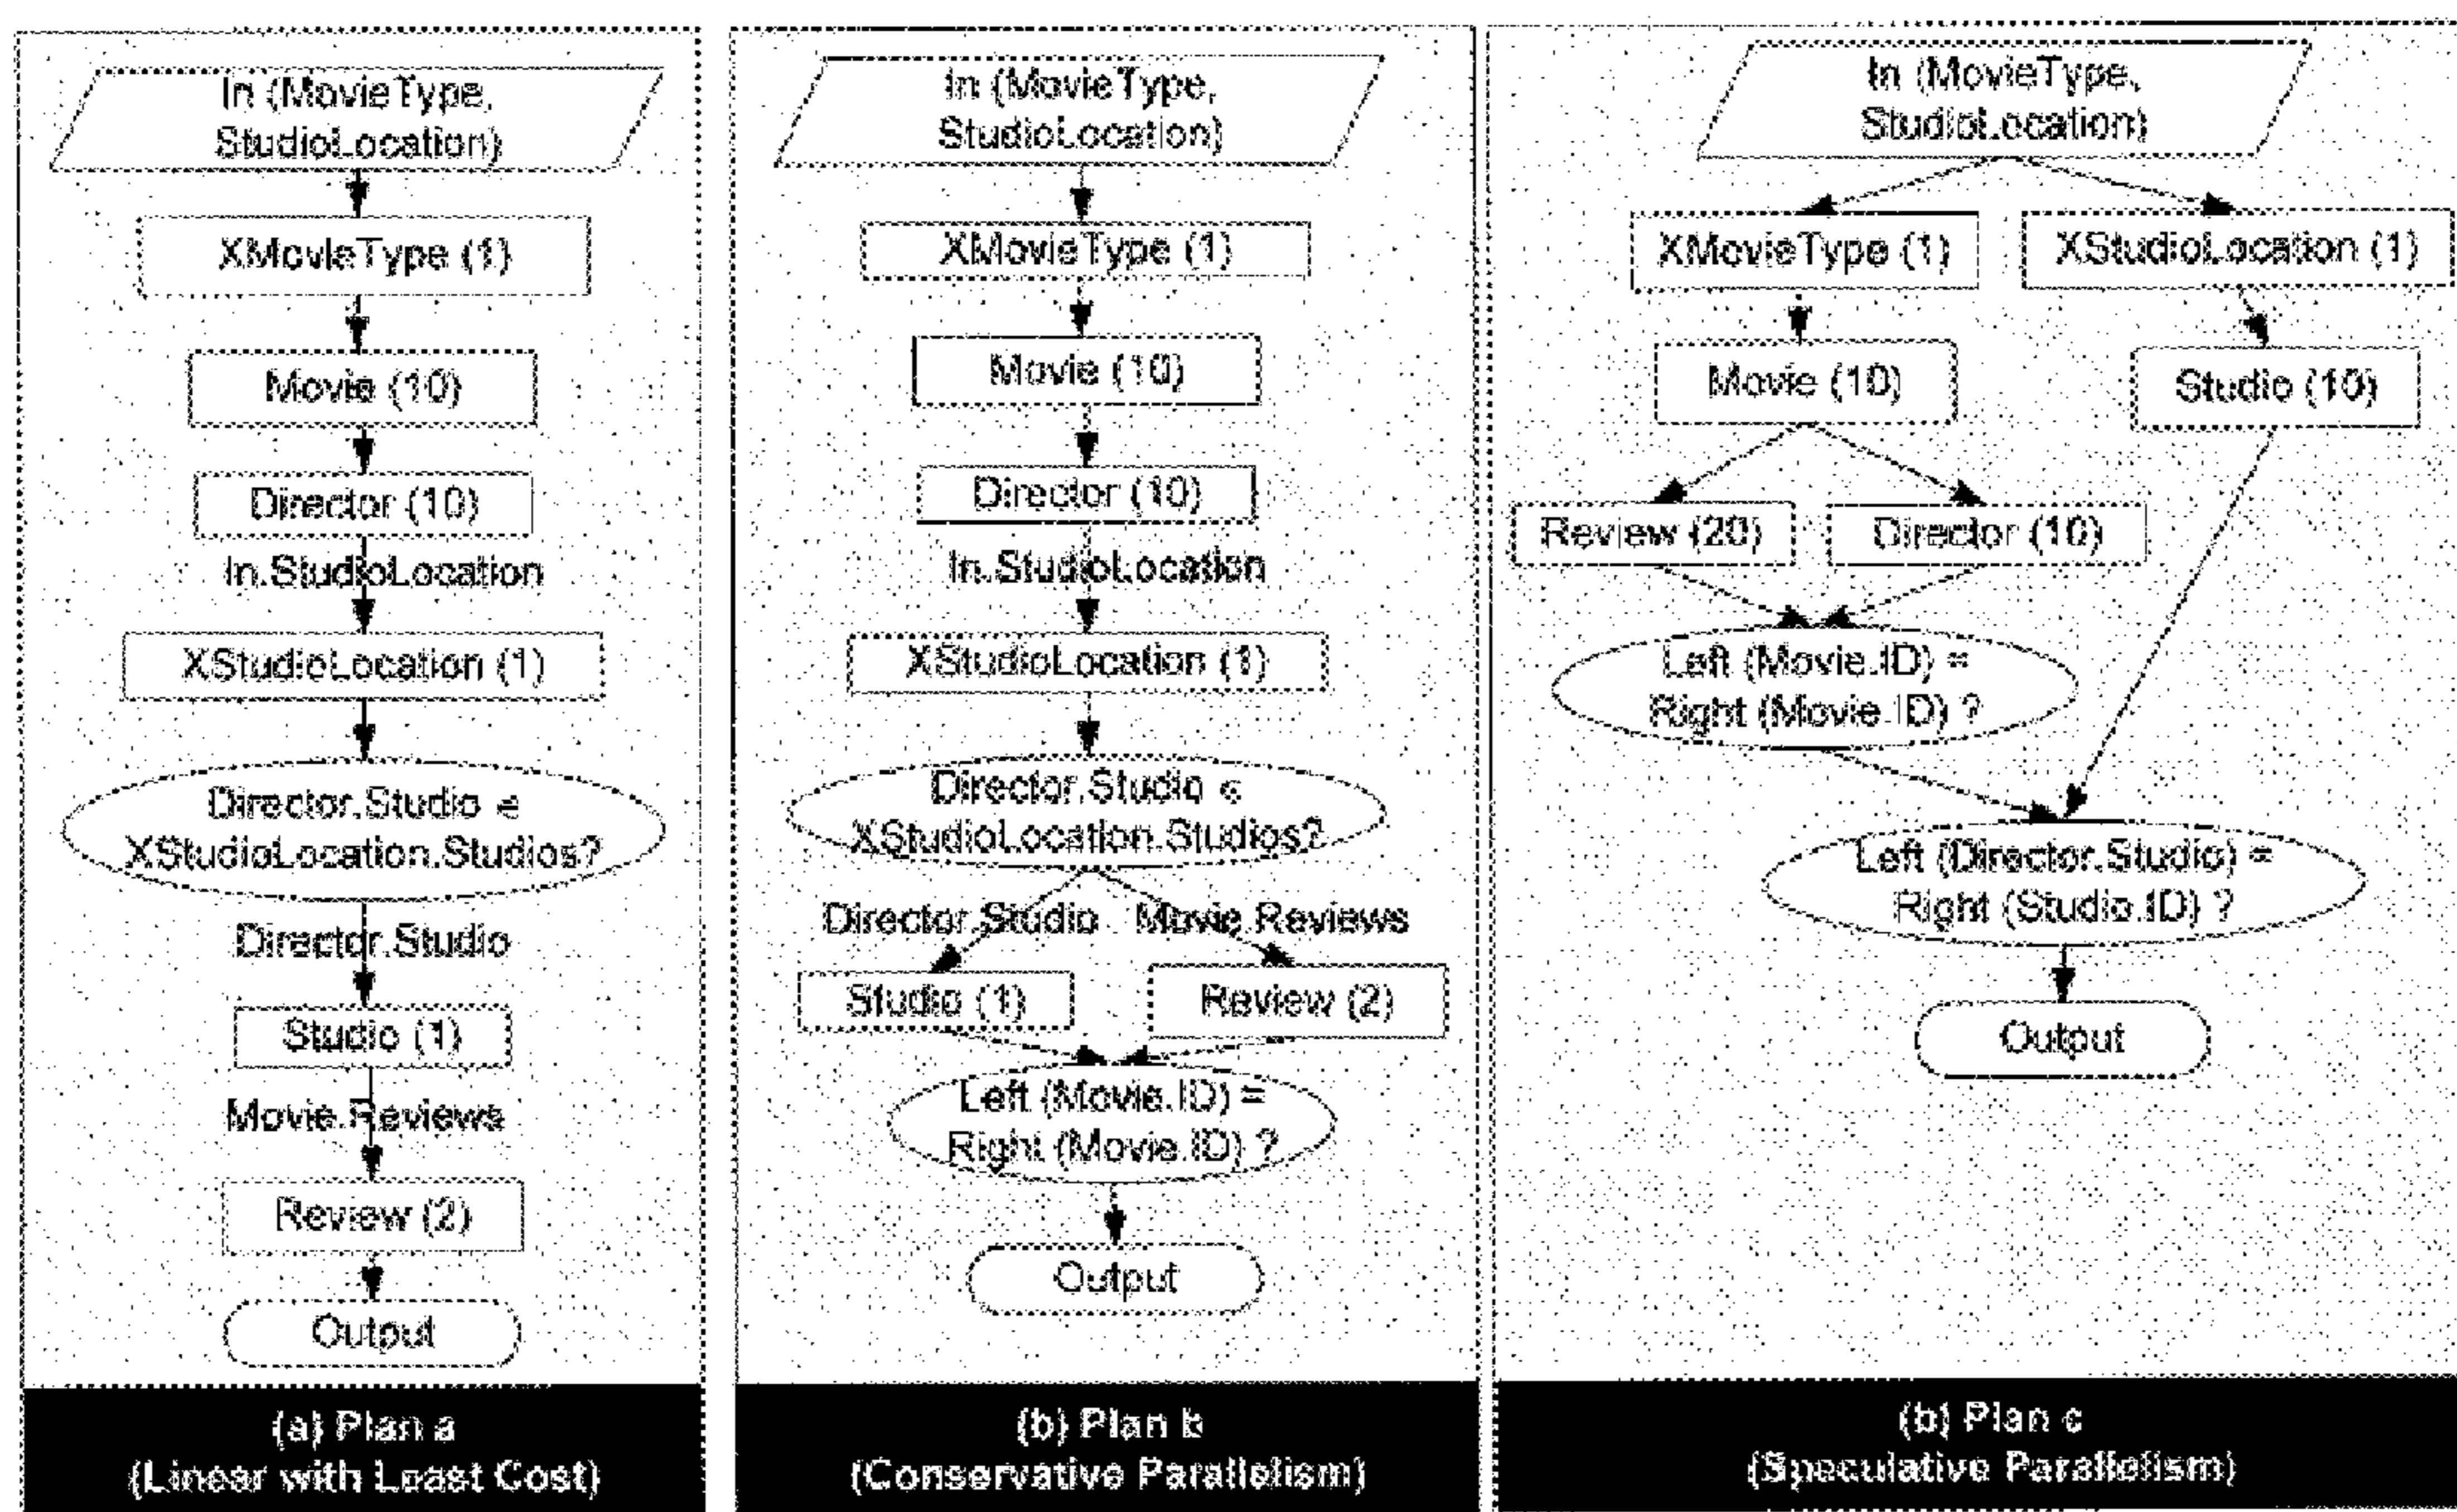 In (MovieType,
StudioLocation)
XMovieType (1)
Movie (10)
Director (10)
In.StudioLocation
XStudioLocation (1)
Director.Studio ∈
XStudioLocation.Studios?
Director.Studio
Studio (1)
Movie.Reviews
Review (2)
Output
(a) Plan a
(Linear with Least Cost)
In (MovieType,
StudioLocation)
XMovieType (1)
Movie (10)
Director (10)
In.StudioLocation
XStudioLocation (1)
Director.Studio ∈
XStudioLocation.Studios?
Director.Studio
Movie.Reviews
Studio (1)
Review (2)
Left (Movie.ID) =
Right (Movie.ID) ?
Output
(b) Plan b
(Conservative Parallelism)
In (MovieType,
StudioLocation)
XMovieType (1)
XStudioLocation (1)
Movie (10)
Studio (10)
Review (20)
Director (10)
Left (Movie.ID) =
Right (Movie.ID) ?
Left (Director.Studio) =
Right (Studio.ID) ?
Output
(b) Plan c
(Speculative Parallelism)